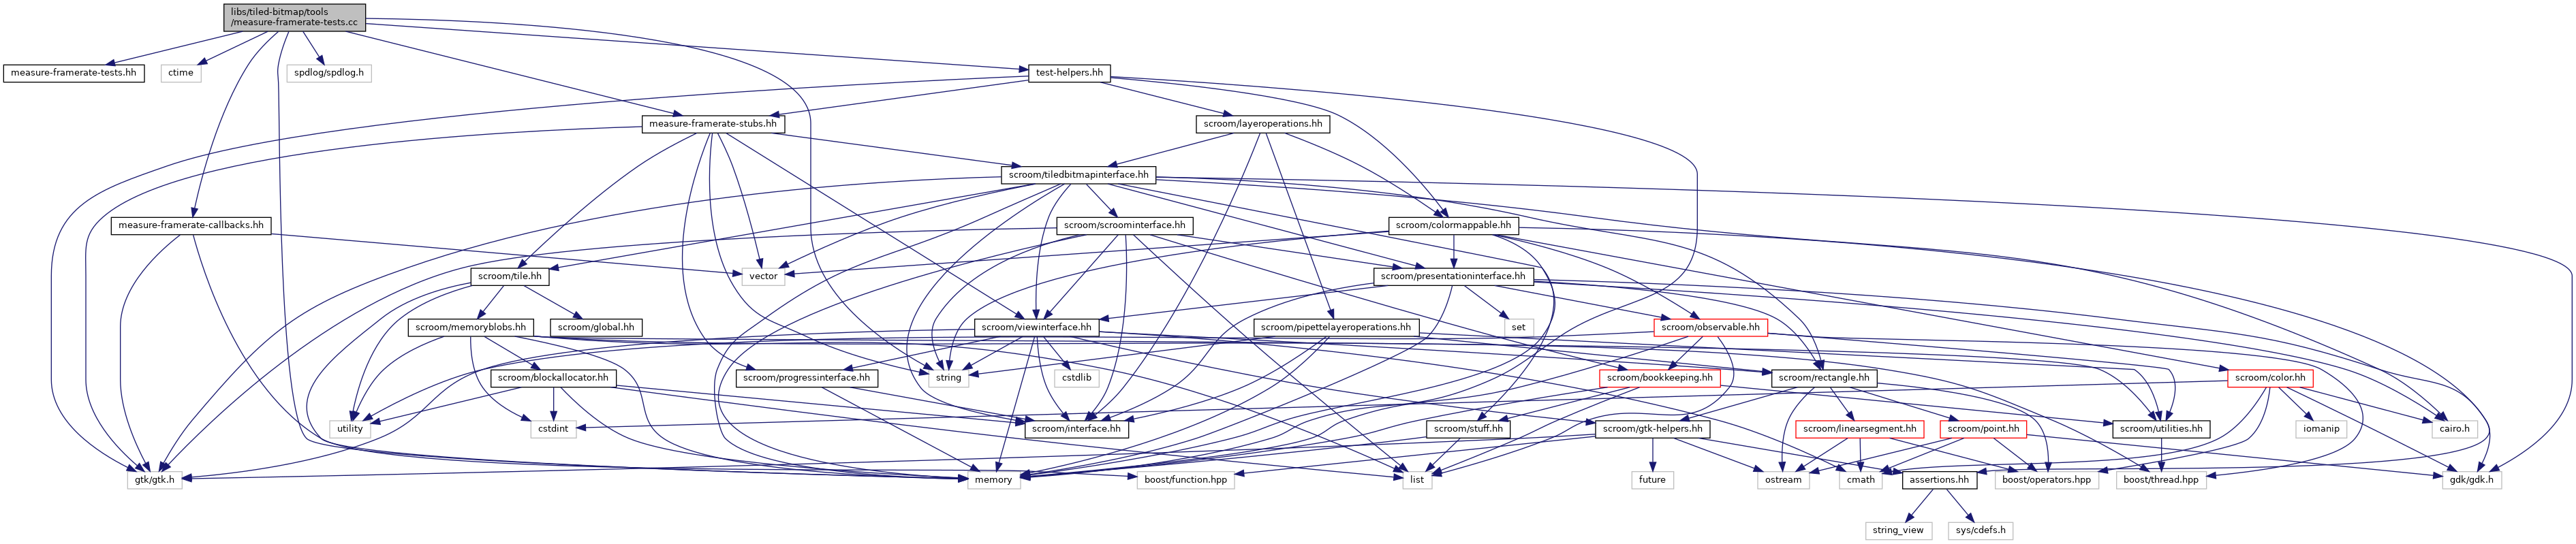 libs/tiled-bitmap/tools
/measure-framerate-tests.cc
measure-framerate-tests.hh
ctime
spdlog/spdlog.h
test-helpers.hh
measure-framerate-stubs.hh
scroom/layeroperations.hh
scroom/tiledbitmapinterface.hh
measure-framerate-callbacks.hh
scroom/scroominterface.hh
scroom/colormappable.hh
scroom/tile.hh
vector
scroom/presentationinterface.hh
scroom/memoryblobs.hh
scroom/global.hh
scroom/viewinterface.hh
scroom/pipettelayeroperations.hh
set
scroom/observable.hh
scroom/blockallocator.hh
scroom/progressinterface.hh
string
cstdlib
scroom/bookkeeping.hh
scroom/rectangle.hh
scroom/color.hh
utility
cstdint
scroom/interface.hh
scroom/stuff.hh
scroom/gtk-helpers.hh
scroom/linearsegment.hh
scroom/point.hh
scroom/utilities.hh
iomanip
cairo.h
gtk/gtk.h
memory
boost/function.hpp
list
future
ostream
cmath
assertions.hh
boost/operators.hpp
boost/thread.hpp
gdk/gdk.h
string_view
sys/cdefs.h